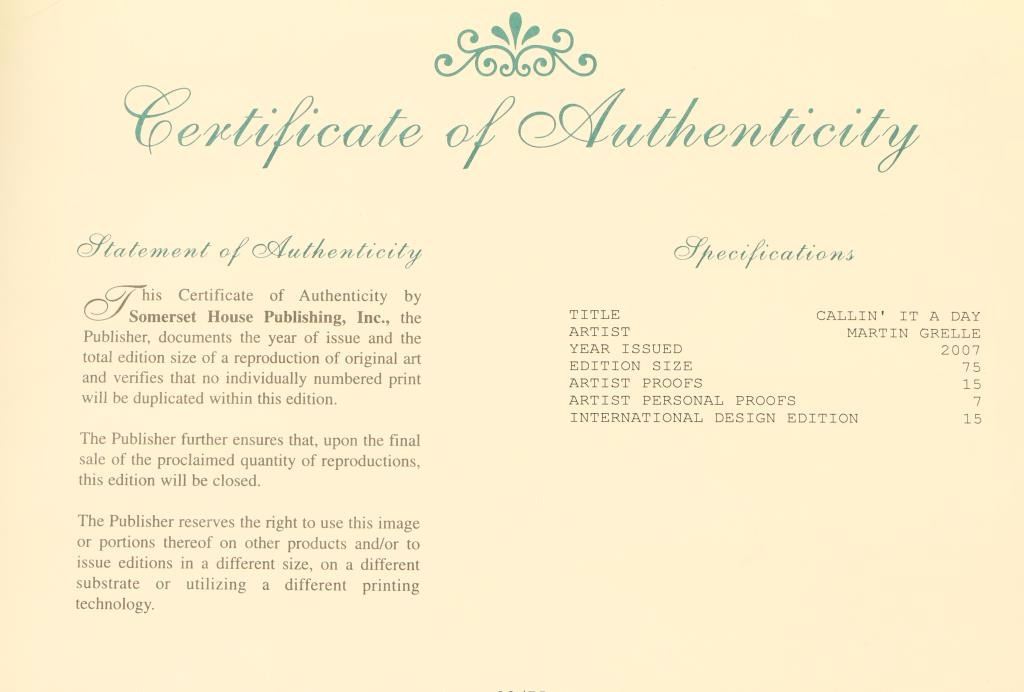 Certificate of Authenticity
Statement of Authenticity
This Certificate of Authenticity by
Somerset House Publishing, Inc., the
Publisher, documents the year of issue and the
total edition size of a reproduction of original art
and verifies that no individually numbered print
will be duplicated within this edition.
The Publisher further ensures that, upon the final
sale of the proclaimed quantity of reproductions,
this edition will be closed.
The Publisher reserves the right to use this image
or portions thereof on other products and/or to
issue editions in a different size, on a different
substrate or utilizing a different printing
technology.
Specifications
TITLE CALLIN' IT A DAY
ARTIST MARTIN GRELLE
YEAR ISSUED 2007
EDITION SIZE 75
ARTIST PROOFS 15
ARTIST PERSONAL PROOFS 7
INTERNATIONAL DESIGN EDITION 15